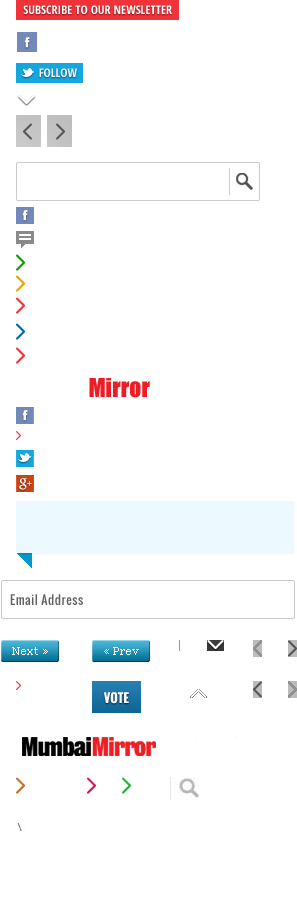 SUBSCRIBE TO OUR NEWSLETTER
f
FOLLOW
f
Mirror
f
g+
Email Address
Next » « Prev
VOTE
MumbaiMirror
\